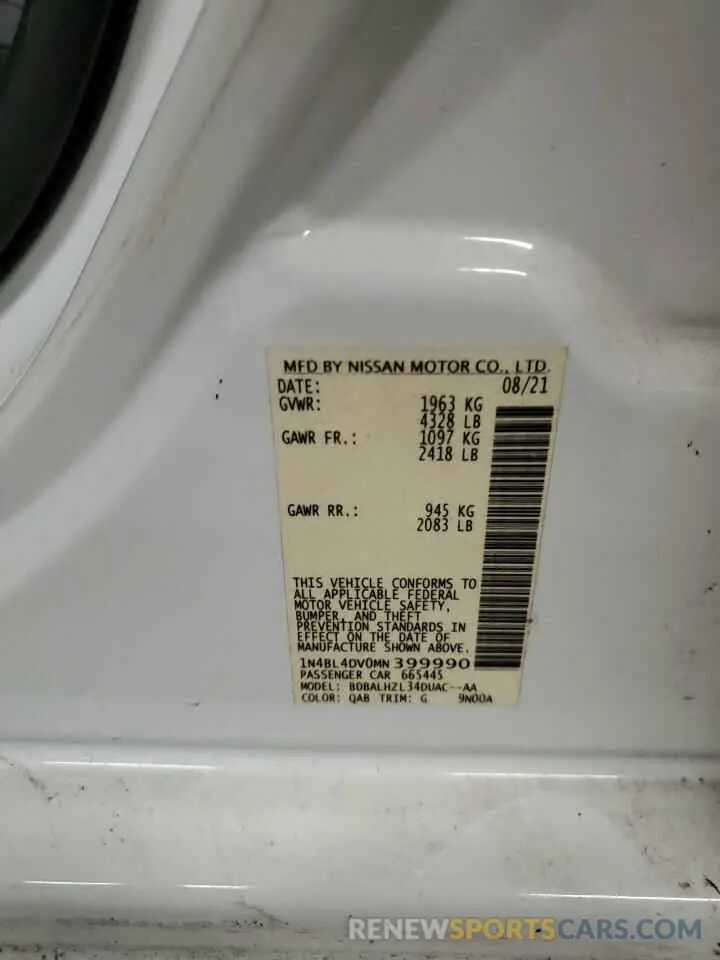 MFD BY NISSAN MOTOR CO., LTD.
DATE: 08/21
GVWR: 1963 KG
4328 LB
GAWR FR.: 1097 KG
2418 LB
GAWR RR.: 945 KG
2083 LB
THIS VEHICLE CONFORMS TO
ALL APPLICABLE FEDERAL
MOTOR VEHICLE SAFETY,
BUMPER, AND THEFT
PREVENTION STANDARDS IN
EFFECT ON THE DATE OF
MANUFACTURE SHOWN ABOVE.
1N4BL4DV0MN399990
PASSENGER CAR 665445
MODEL: BDBALHZL34DUAC--AA
COLOR: QAB TRIM: G 9N00A
RENEWSPORTSCARS.COM